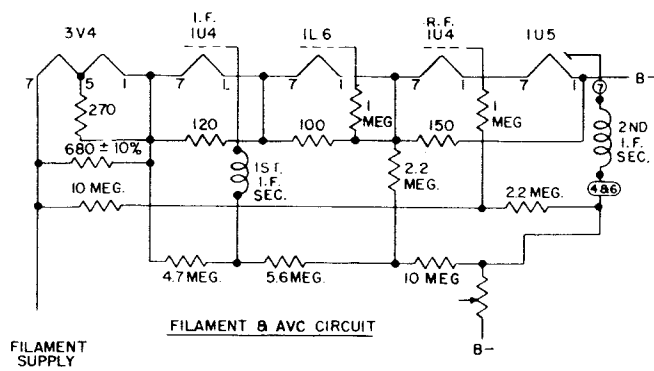 I.F.
R.F.
3V4 1U4 1L6 1U4 1U5
7 5 1 7 1 7 1 7 1 7 1 B-
7
270 1 MEG 1 MEG
120 100 150
2ND I.F. SEC.
680 ± 10%
1ST. I.F. SEC.
2.2 MEG.
10 MEG. 2.2 MEG. 4&6
4.7 MEG. 5.6 MEG. 10 MEG
FILAMENT & AVC CIRCUIT
B-
FILAMENT
SUPPLY